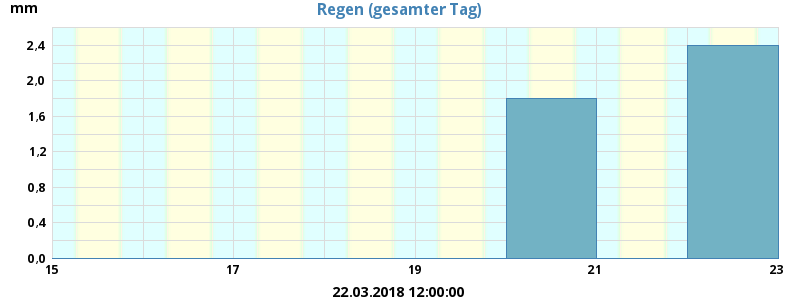 mm
Regen (gesamter Tag)
2,4
2,0
1,6
1,2
0,8
0,4
0,0
15 17 19 21 23
22.03.2018 12:00:00